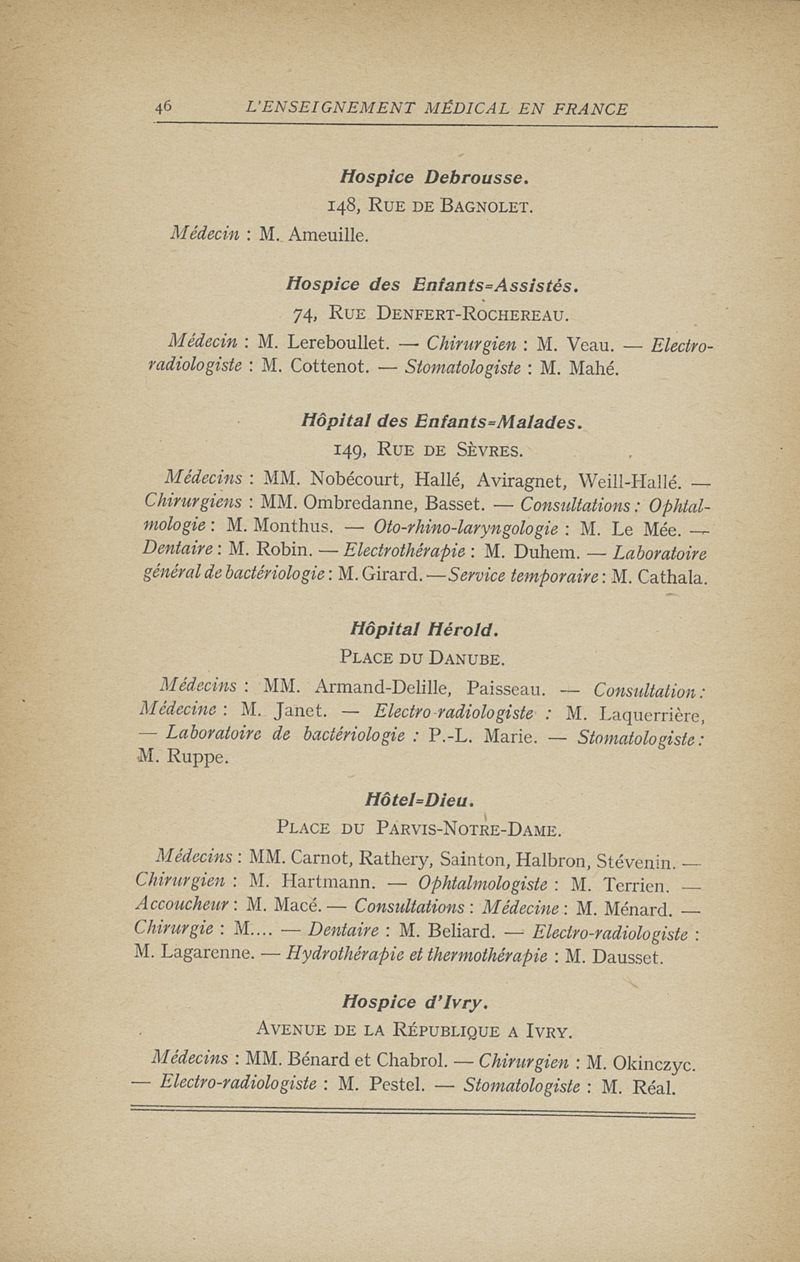 46 L'ENSEIGNEMENT MÉDICAL EN FRANCE
Hospice Debrousse.
148, RUE DE BAGNOLET.
Médecin : M. Ameuille.
Hospice des Enfants=Assistés.
74, RUE DENFERT-ROCHEREAU.
Médecin : M. Lereboullet. — Chirurgien : M. Veau. — Electro-
radiologiste : M. Cottenot. — Stomatologiste : M. Mahé.
Hôpital des Enfants=Malades.
149, RUE DE SÈVRES.
Médecins : MM. Nobécourt, Hallé, Aviragnet, Weill-Hallé. —
Chirurgiens : MM. Ombredanne, Basset. — Consultations : Ophtal-
mologie : M. Monthus. — Oto-rhino-laryngologie : M. Le Mée. —
Dentaire : M. Robin. — Electrothérapie : M. Duhem. — Laboratoire
général de bactériologie : M. Girard. — Service temporaire : M. Cathala.
Hôpital Hérold.
PLACE DU DANUBE.
Médecins : MM. Armand-Delille, Paisseau. — Consultation :
Médecine : M. Janet. — Electro-radiologiste : M. Laquerrière,
— Laboratoire de bactériologie : P.-L. Marie. — Stomatologiste :
M. Ruppe.
Hôtel=Dieu.
PLACE DU PARVIS-NOTRE-DAME.
Médecins : MM. Carnot, Rathery, Sainton, Halbron, Stévenin. —
Chirurgien : M. Hartmann. — Ophtalmologiste : M. Terrien. —
Accoucheur : M. Macé. — Consultations : Médecine : M. Ménard. —
Chirurgie : M.... — Dentaire : M. Beliard. — Electro-radiologiste :
M. Lagarenne. — Hydrothérapie et thermothérapie : M. Dausset.
Hospice d'Ivry.
AVENUE DE LA RÉPUBLIQUE A IVRY.
Médecins : MM. Bénard et Chabrol. — Chirurgien : M. Okinczyc.
— Electro-radiologiste : M. Pestel. — Stomatologiste : M. Réal.